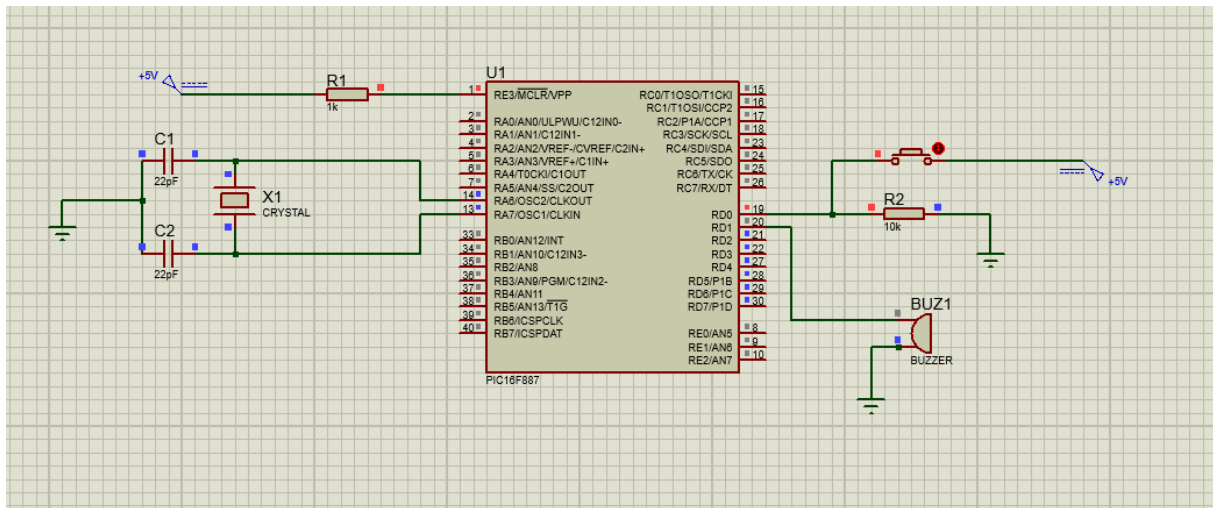 U1
+5V
R1
1k
1
RE3/MCLR/VPP
RC0/T1OSO/T1CKI
15
RC1/T1OSI/CCP2
16
2
RA0/AN0/ULPWU/C12IN0-
RC2/P1A/CCP1
17
3
RA1/AN1/C12IN1-
RC3/SCK/SCL
18
4
RA2/AN2/VREF-/CVREF/C2IN+
RC4/SDI/SDA
23
5
RA3/AN3/VREF+/C1IN+
RC5/SDO
24
6
RA4/T0CKI/C1OUT
RC6/TX/CK
25
7
RA5/AN4/SS/C2OUT
RC7/RX/DT
26
14
RA6/OSC2/CLKOUT
13
RA7/OSC1/CLKIN
RD0
19
RD1
20
33
RB0/AN12/INT
RD2
21
34
RB1/AN10/C12IN3-
RD3
22
35
RB2/AN8
RD4
27
36
RB3/AN9/PGM/C12IN2-
RD5/P1B
28
37
RB4/AN11
RD6/P1C
29
38
RB5/AN13/T1G
RD7/P1D
30
39
RB6/ICSPCLK
40
RB7/ICSPDAT
RE0/AN5
8
RE1/AN6
9
RE2/AN7
10
PIC16F887
C1
22pF
X1
CRYSTAL
C2
22pF
+5V
R2
10k
BUZ1
BUZZER